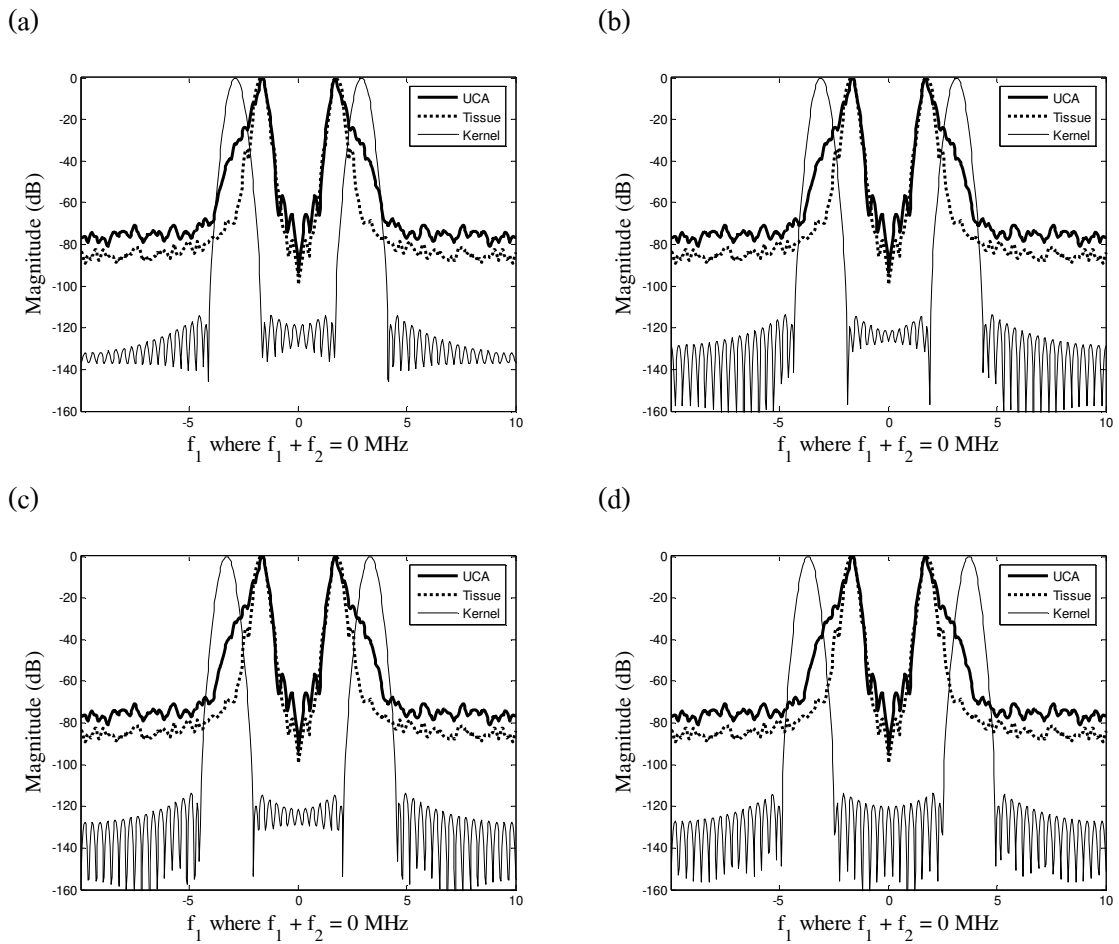 (a)
(b)
0
-20
-40
-60
-80
-100
-120
-140
-160
Magnitude (dB)
UCA
Tissue
Kernel
-5
0
5
10
f1 where f1 + f2 = 0 MHz
0
-20
-40
-60
-80
-100
-120
-140
-160
Magnitude (dB)
UCA
Tissue
Kernel
-5
0
5
10
f1 where f1 + f2 = 0 MHz
(c)
(d)
0
-20
-40
-60
-80
-100
-120
-140
-160
Magnitude (dB)
UCA
Tissue
Kernel
-5
0
5
10
f1 where f1 + f2 = 0 MHz
0
-20
-40
-60
-80
-100
-120
-140
-160
Magnitude (dB)
UCA
Tissue
Kernel
-5
0
5
10
f1 where f1 + f2 = 0 MHz